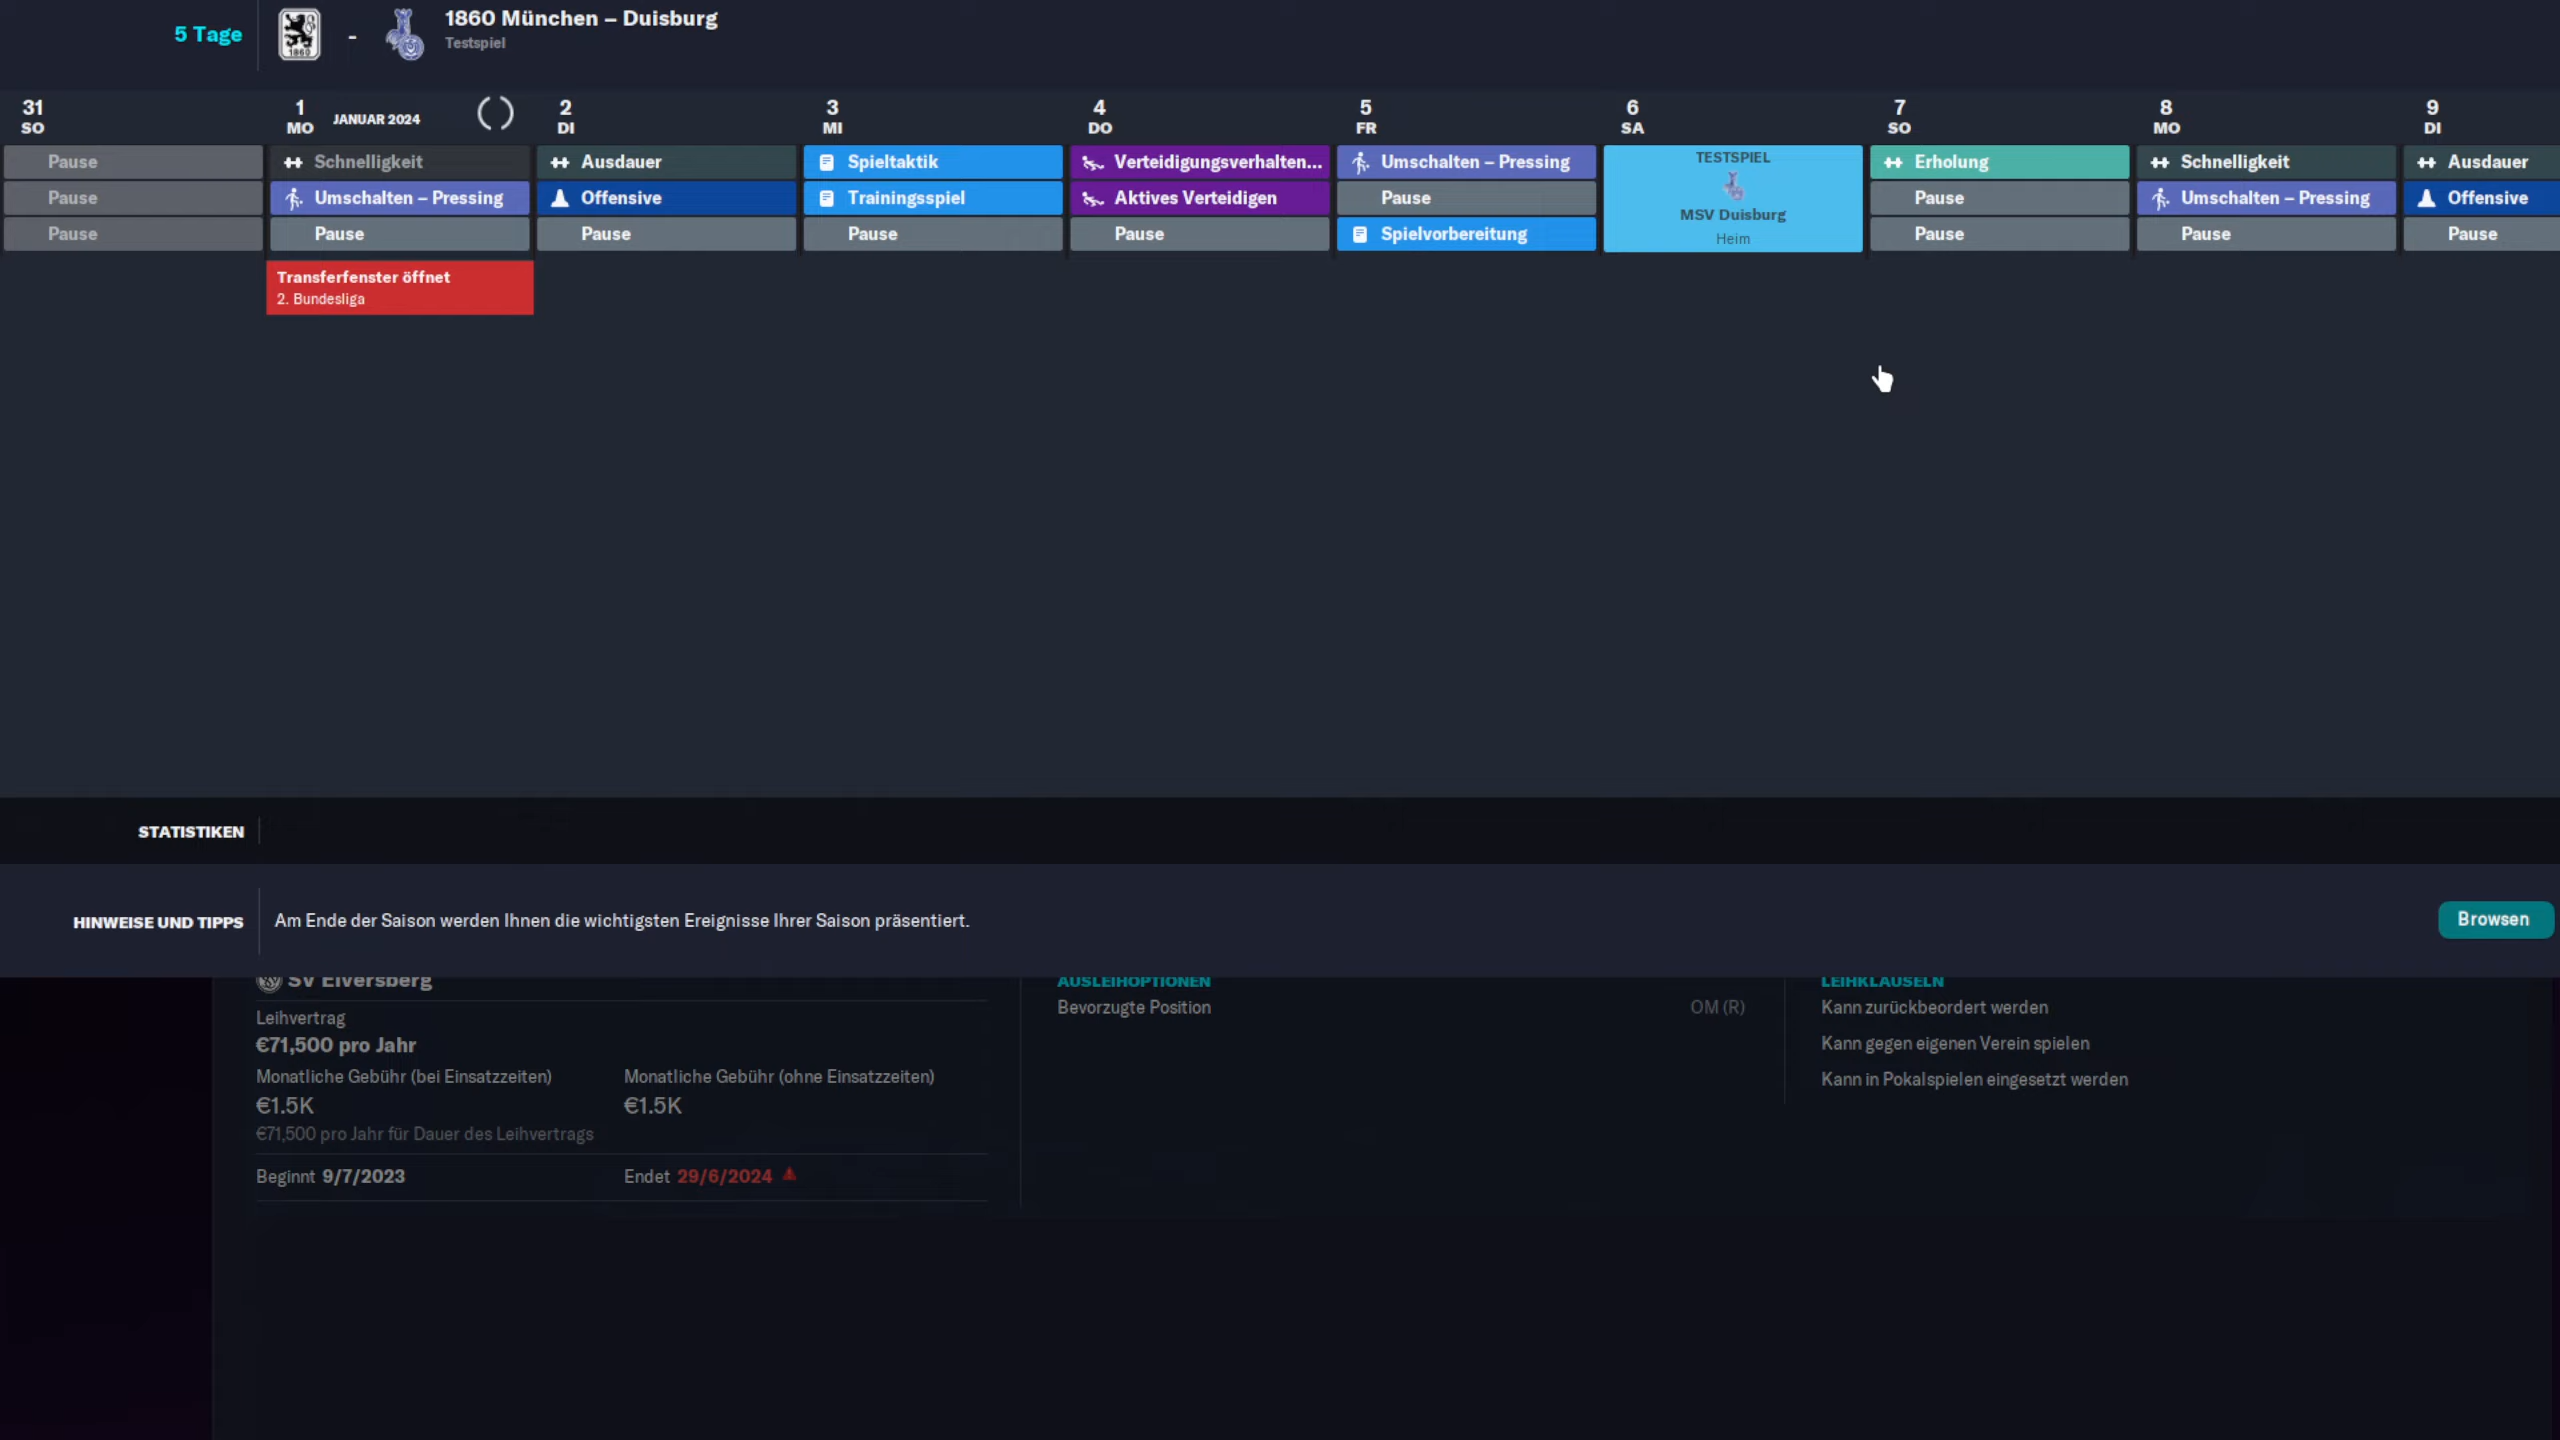 5 Tage
1860 München – Duisburg
Testspiel
31 SO
1 MO JANUAR 2024
2 DI
3 MI
4 DO
5 FR
6 SA
7 SO
8 MO
9 DI
Pause
Pause
Pause
Schnelligkeit
Umschalten – Pressing
Pause
Transferfenster öffnet
2. Bundesliga
Ausdauer
Offensive
Pause
Spieltaktik
Trainingsspiel
Pause
Verteidigungsverhalten...
Aktives Verteidigen
Pause
Umschalten – Pressing
Pause
Spielvorbereitung
TESTSPIEL
MSV Duisburg
Heim
Erholung
Pause
Pause
Schnelligkeit
Umschalten – Pressing
Pause
Ausdauer
Offensive
Pause
STATISTIKEN
HINWEISE UND TIPPS
Am Ende der Saison werden Ihnen die wichtigsten Ereignisse Ihrer Saison präsentiert.
Browsen
SV Elversberg
Leihvertrag
€71,500 pro Jahr
Monatliche Gebühr (bei Einsatzzeiten)
€1.5K
Monatliche Gebühr (ohne Einsatzzeiten)
€1.5K
€71,500 pro Jahr für Dauer des Leihvertrags
Beginnt 9/7/2023
Endet 29/6/2024
AUSLEIHOPTIONEN
Bevorzugte Position
OM (R)
LEIHKLAUSELN
Kann zurückbeordert werden
Kann gegen eigenen Verein spielen
Kann in Pokalspielen eingesetzt werden